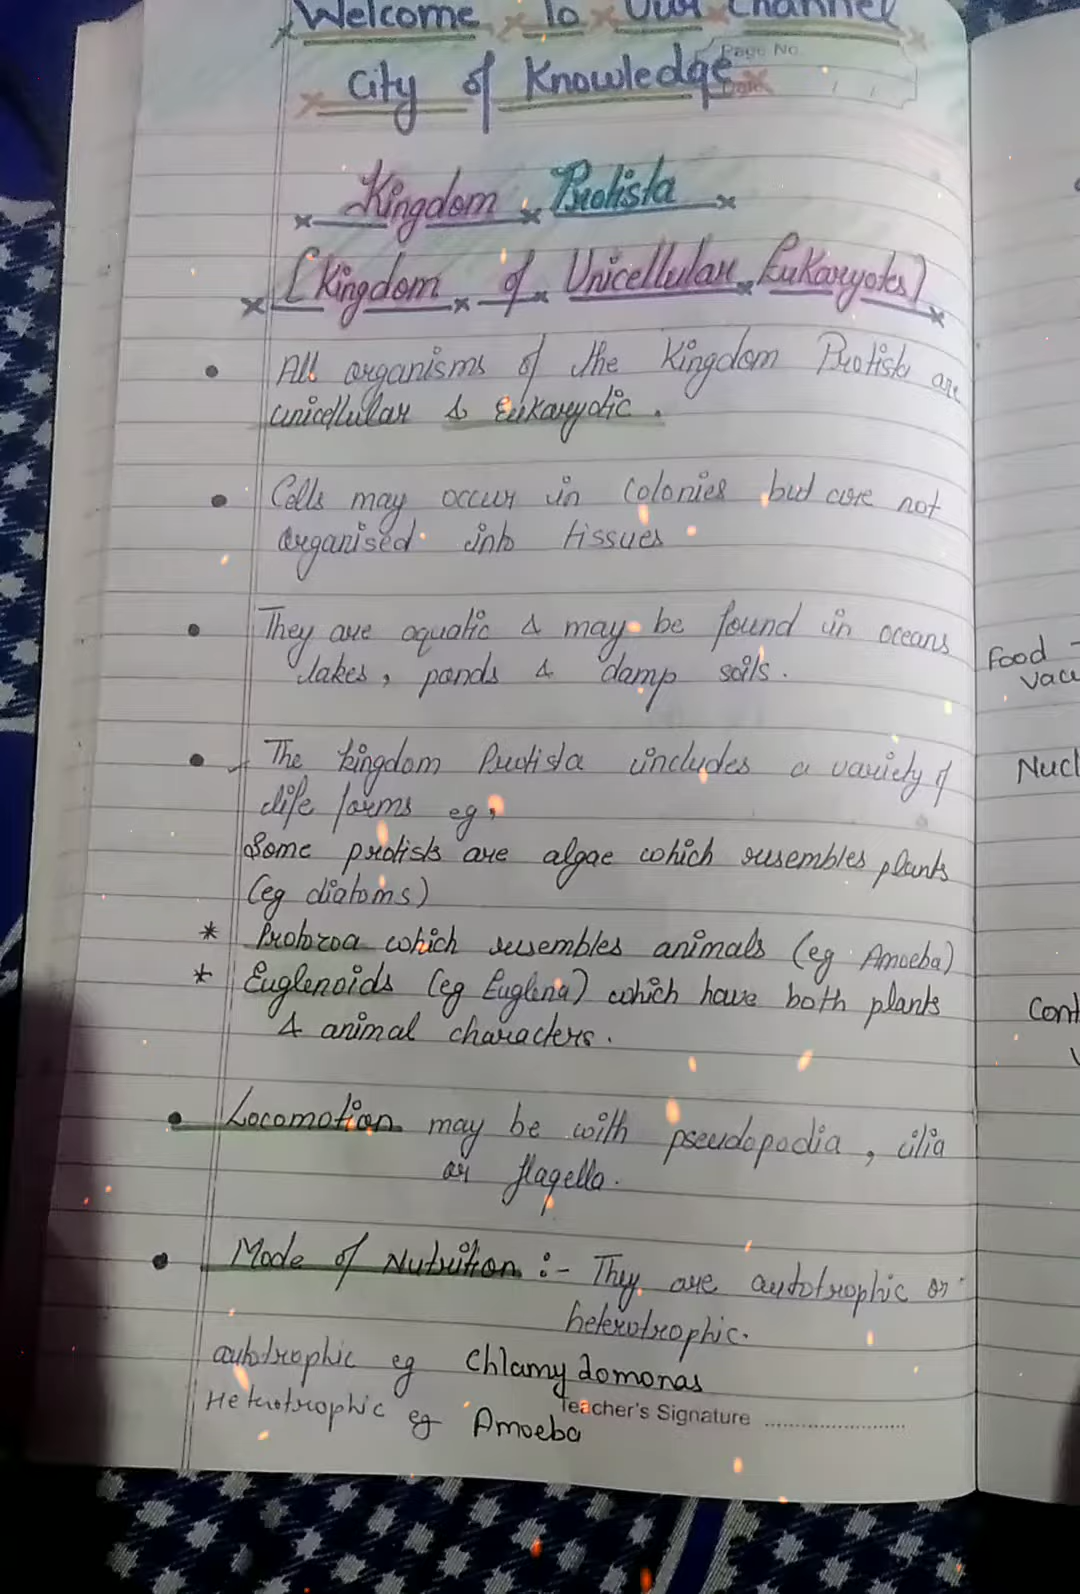 Welcome To Our Channel
Page No.
Date
City of Knowledge
Kingdom Protista
(Kingdom of Unicellular Eukaryotes)
• All organisms of the Kingdom Protista are
unicellular & Eukaryotic.
• Cells may occur in colonies but are not
organised into tissues
• They are aquatic & may be found in oceans
lakes, ponds & damp soils.
• The kingdom Protista includes a variety of
life forms eg,
Some protists are algae which resembles plants
(eg diatoms)
* Protozoa which resembles animals (eg Amoeba)
* Euglenoids (eg Euglena) which have both plants
& animal characters.
• Locomotion may be with pseudopodia, cilia
or flagella.
• Mode of Nutrition :- They are autotrophic or
heterotrophic.
autotrophic eg Chlamydomonas
Heterotrophic eg Amoeba
Teacher's Signature ....................
Food -
vacu
Nucl
Cont